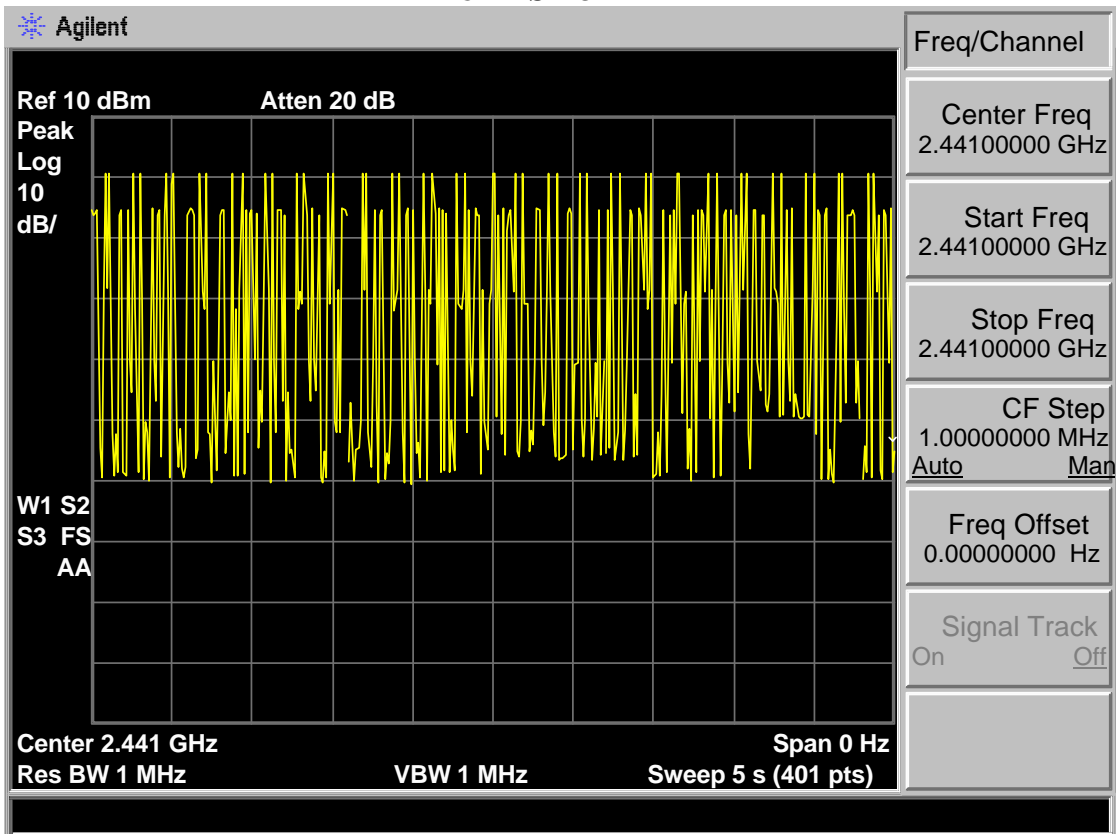 Agilent
Freq/Channel
Ref 10 dBm Atten 20 dB
Peak
Log
10
dB/
W1 S2
S3 FS
AA
Center 2.441 GHz Span 0 Hz
Res BW 1 MHz VBW 1 MHz Sweep 5 s (401 pts)
Center Freq
2.44100000 GHz
Start Freq
2.44100000 GHz
Stop Freq
2.44100000 GHz
CF Step
1.00000000 MHz
Auto Man
Freq Offset
0.00000000 Hz
Signal Track
On Off